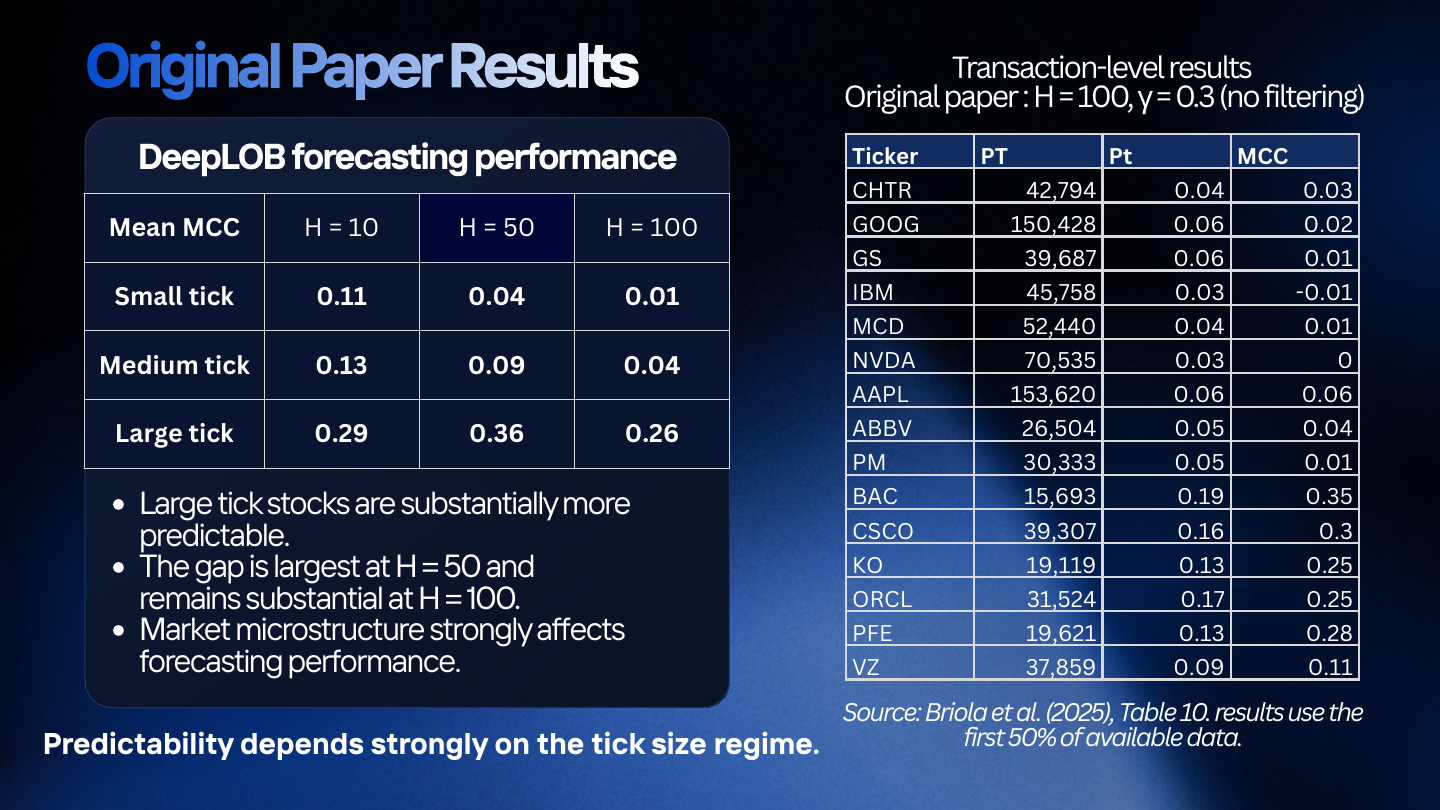 Original Paper Results
DeepLOB forecasting performance
Mean MCC H = 10 H = 50 H = 100
Small tick 0.11 0.04 0.01
Medium tick 0.13 0.09 0.04
Large tick 0.29 0.36 0.26
• Large tick stocks are substantially more
predictable.
• The gap is largest at H = 50 and
remains substantial at H = 100.
• Market microstructure strongly affects
forecasting performance.
Predictability depends strongly on the tick size regime.
Transaction-level results
Original paper : H = 100, γ = 0.3 (no filtering)
Ticker PT Pt MCC
CHTR 42,794 0.04 0.03
GOOG 150,428 0.06 0.02
GS 39,687 0.06 0.01
IBM 45,758 0.03 -0.01
MCD 52,440 0.04 0.01
NVDA 70,535 0.03 0
AAPL 153,620 0.06 0.06
ABBV 26,504 0.05 0.04
PM 30,333 0.05 0.01
BAC 15,693 0.19 0.35
CSCO 39,307 0.16 0.3
KO 19,119 0.13 0.25
ORCL 31,524 0.17 0.25
PFE 19,621 0.13 0.28
VZ 37,859 0.09 0.11
Source: Briola et al. (2025), Table 10. results use the
first 50% of available data.